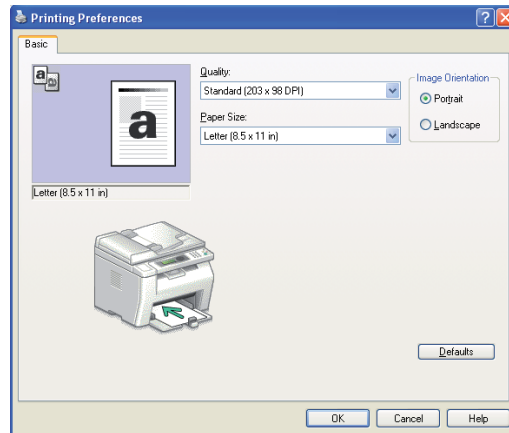 Printing Preferences
Basic
a a
a
Letter (8.5 x 11 in)
Quality:
Standard (203 x 98 DPI)
Paper Size:
Letter (8.5 x 11 in)
Image Orientation
Portrait
Landscape
Defaults
OK Cancel Help